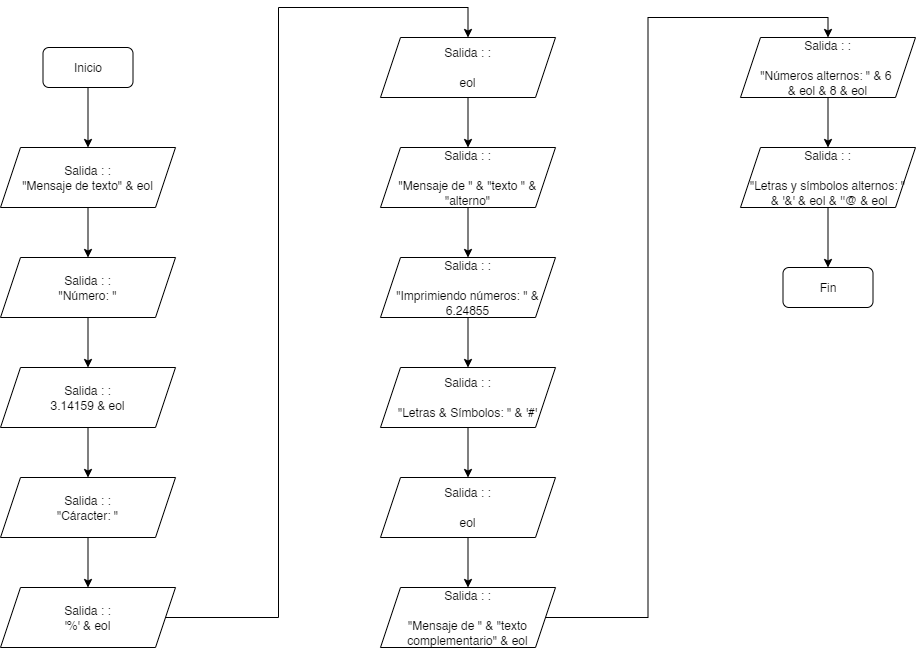 Inicio
Salida : :
"Mensaje de texto" & eol
Salida : :
"Número: "
Salida : :
3.14159 & eol
Salida : :
"Cáracter: "
Salida : :
'%' & eol
Salida : :
eol
Salida : :
"Mensaje de " & "texto " &
"alterno"
Salida : :
"Imprimiendo números: " &
6.24855
Salida : :
"Letras & Símbolos: " & '#'
Salida : :
eol
Salida : :
"Mensaje de " & "texto
complementario" & eol
Salida : :
"Números alternos: " & 6
& eol & 8 & eol
Salida : :
"Letras y símbolos alternos: "
& '&' & eol & "@ & eol
Fin